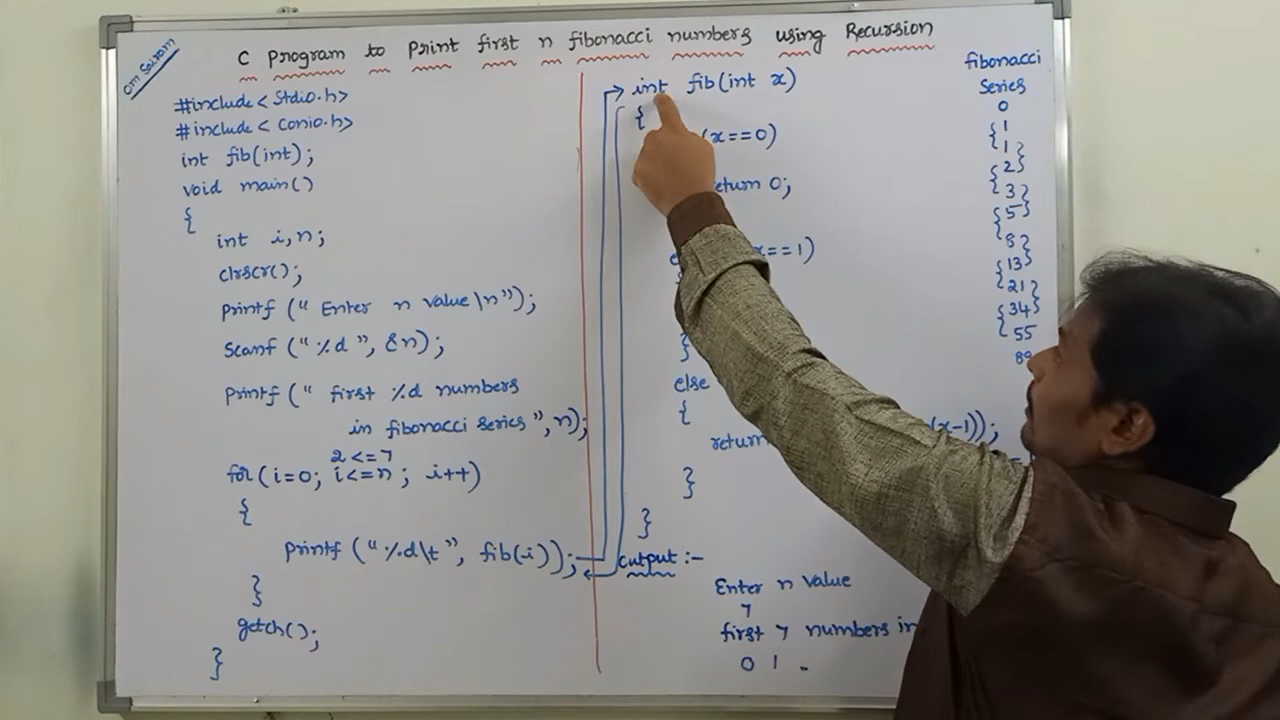 om Sairam
C Program to Print first n fibonacci numbers using Recursion
#include< Stdio.h>
#include< Conio.h>
int fib(int);
void main()
{
int i,n;
clrscr();
Printf (“ Enter n value\n”);
Scanf (“%d”, &n);
Printf (“ first %d numbers
in fibonacci series”, n);
2 <= 7
for(i=0; i<=n; i++)
{
Printf (“%d\t”, fib(i));
}
getch();
}
int fib(int x)
{
(x==0)
return 0;
x==1)
}
else
{
return
(x-1));
}
}
Output :-
Enter n value
7
first 7 numbers in
0 1
fibonacci
Series
0
1
1
2
3
5
8
13
21
34
55
89